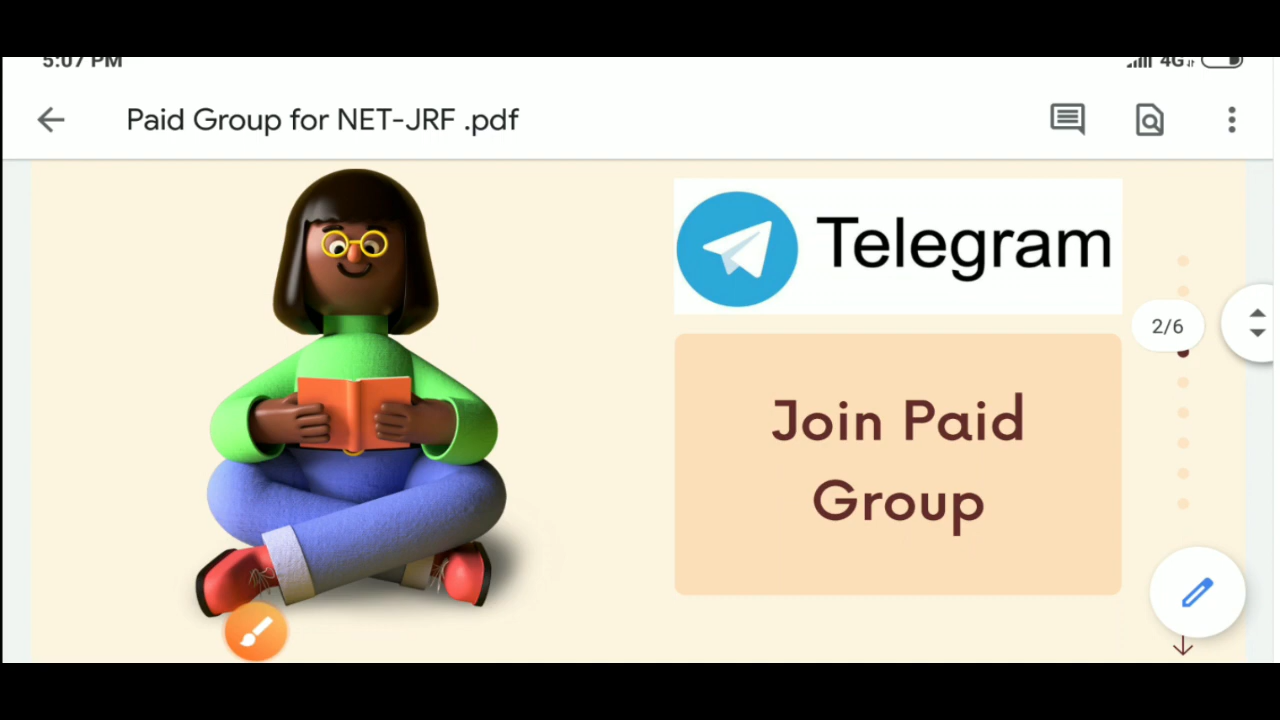 5:07 PM
4G
Paid Group for NET-JRF .pdf
Telegram
2/6
Join Paid
Group